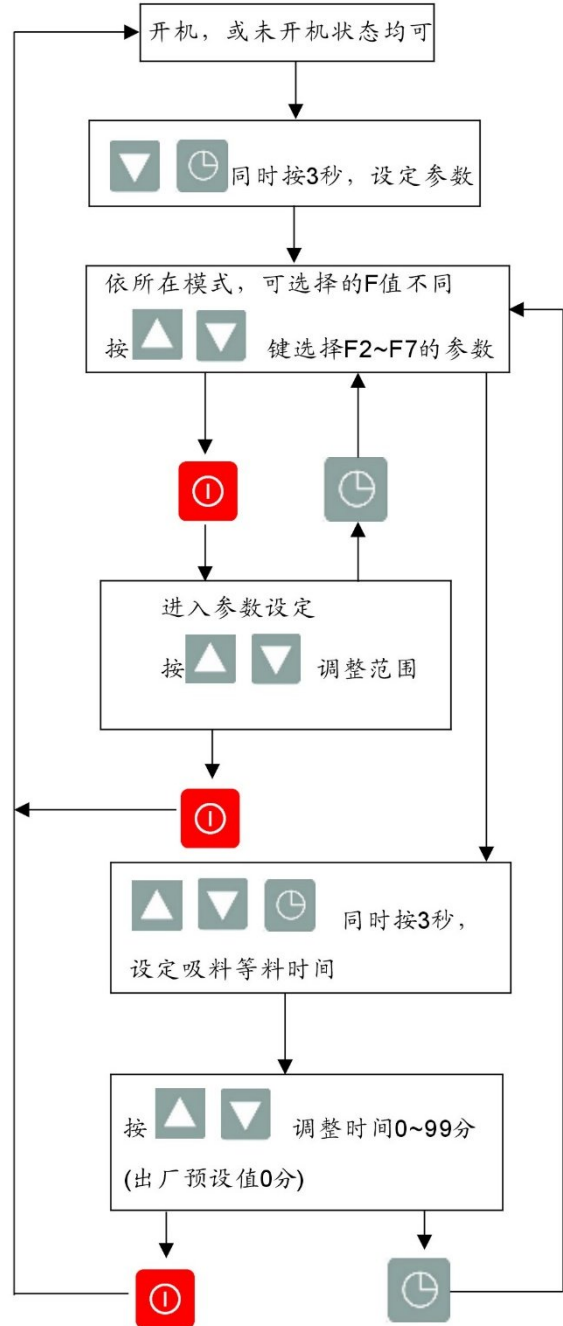 开机，或未开机状态均可
同时按3秒，设定参数
依所在模式，可选择的F值不同
按 键选择F2~F7的参数
进入参数设定
按 调整范围
同时按3秒，
设定吸料等料时间
按 调整时间0~99分
(出厂预设值0分)